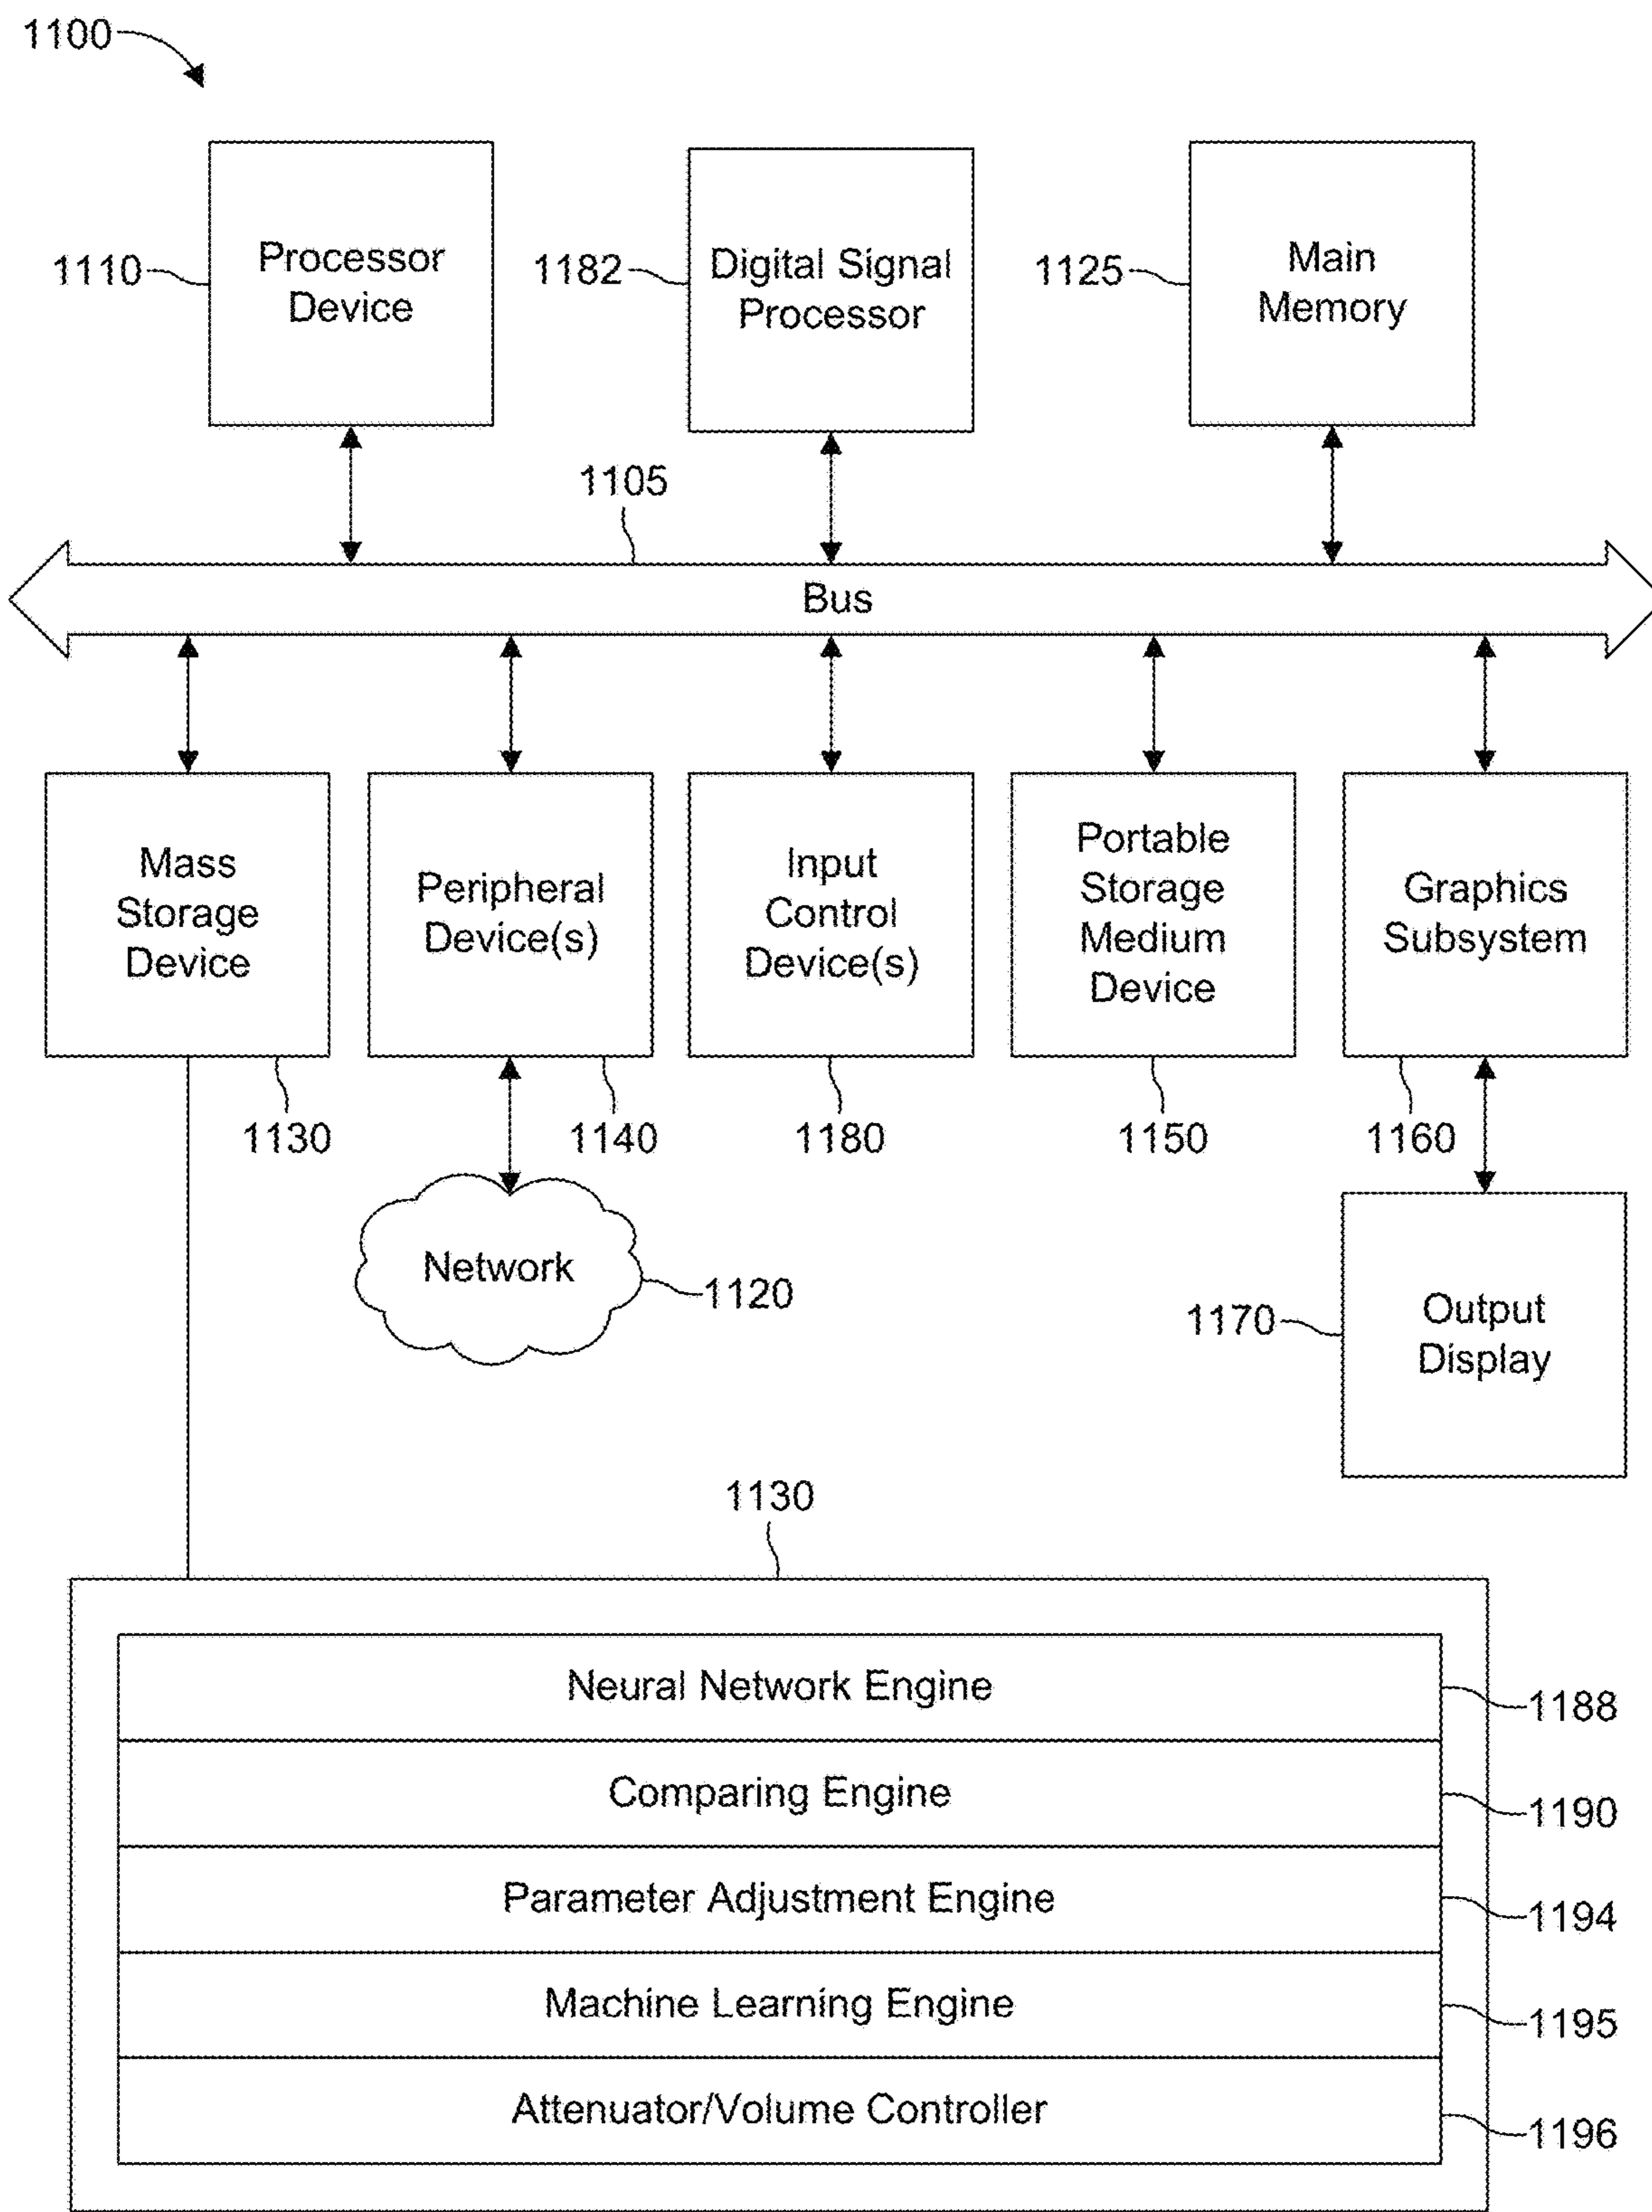 1100
Processor
Device
1110
Digital Signal
Processor
1182
Main
Memory
1125
1105
Bus
Mass
Storage
Device
Peripheral
Device(s)
Input
Control
Device(s)
Portable
Storage
Medium
Device
Graphics
Subsystem
1130
1140
1180
1150
1160
Network
1120
1170
Output
Display
1130
Neural Network Engine
1188
Comparing Engine
1190
Parameter Adjustment Engine
1194
Machine Learning Engine
1195
Attenuator/Volume Controller
1196